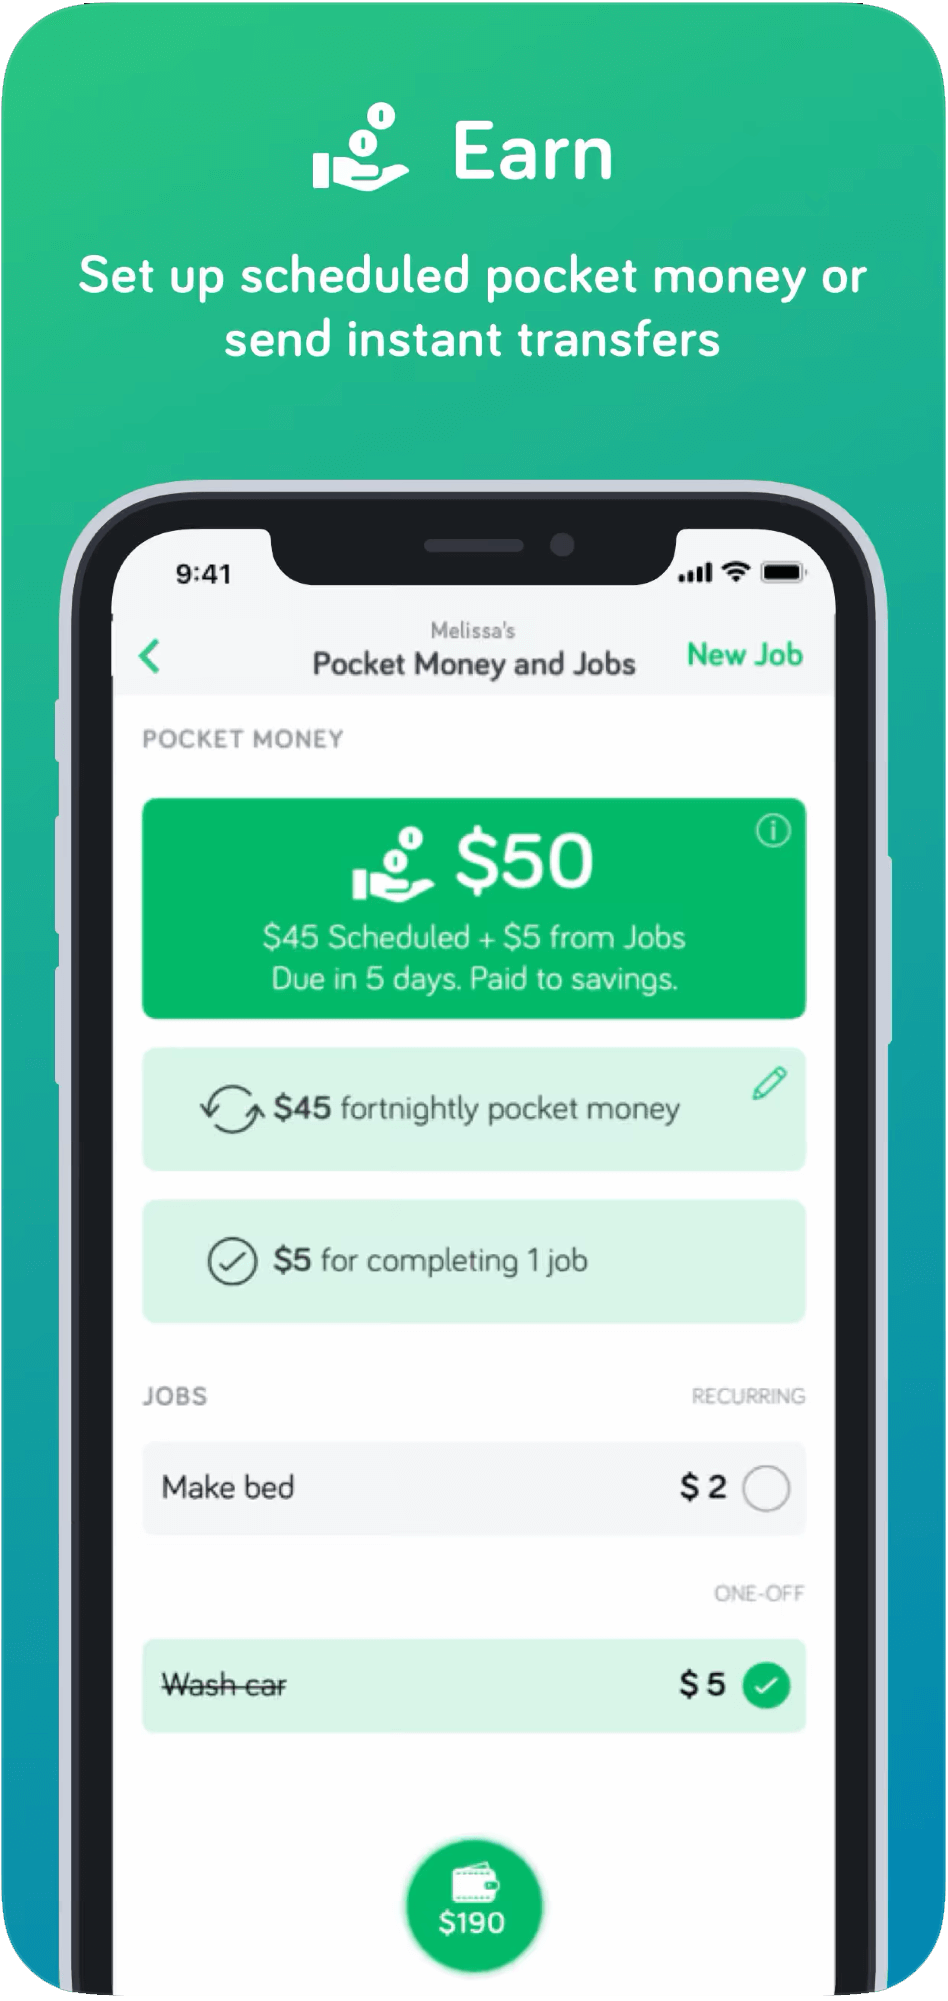 Earn
Set up scheduled pocket money or
send instant transfers
9:41
Melissa's
Pocket Money and Jobs
New Job
POCKET MONEY
$50
$45 Scheduled + $5 from Jobs
Due in 5 days. Paid to savings.
$45 fortnightly pocket money
$5 for completing 1 job
JOBS
RECURRING
Make bed
$ 2
ONE-OFF
Wash car
$ 5
$190